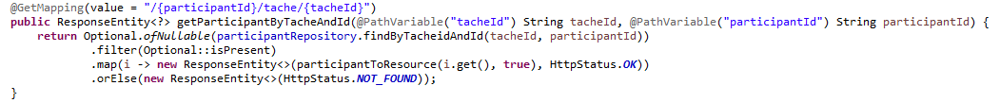 @GetMapping(value = "/{participantId}/tache/{tacheId}")
public ResponseEntity<?> getParticipantByTacheAndId(@PathVariable("tacheId") String tacheId, @PathVariable("participantId") String participantId) {
return Optional.ofNullable(participantRepository.findByTacheidAndId(tacheId, participantId))
.filter(Optional::isPresent)
.map(i -> new ResponseEntity<>(participantToResource(i.get(), true), HttpStatus.OK))
.orElse(new ResponseEntity<>(HttpStatus.NOT_FOUND));
}